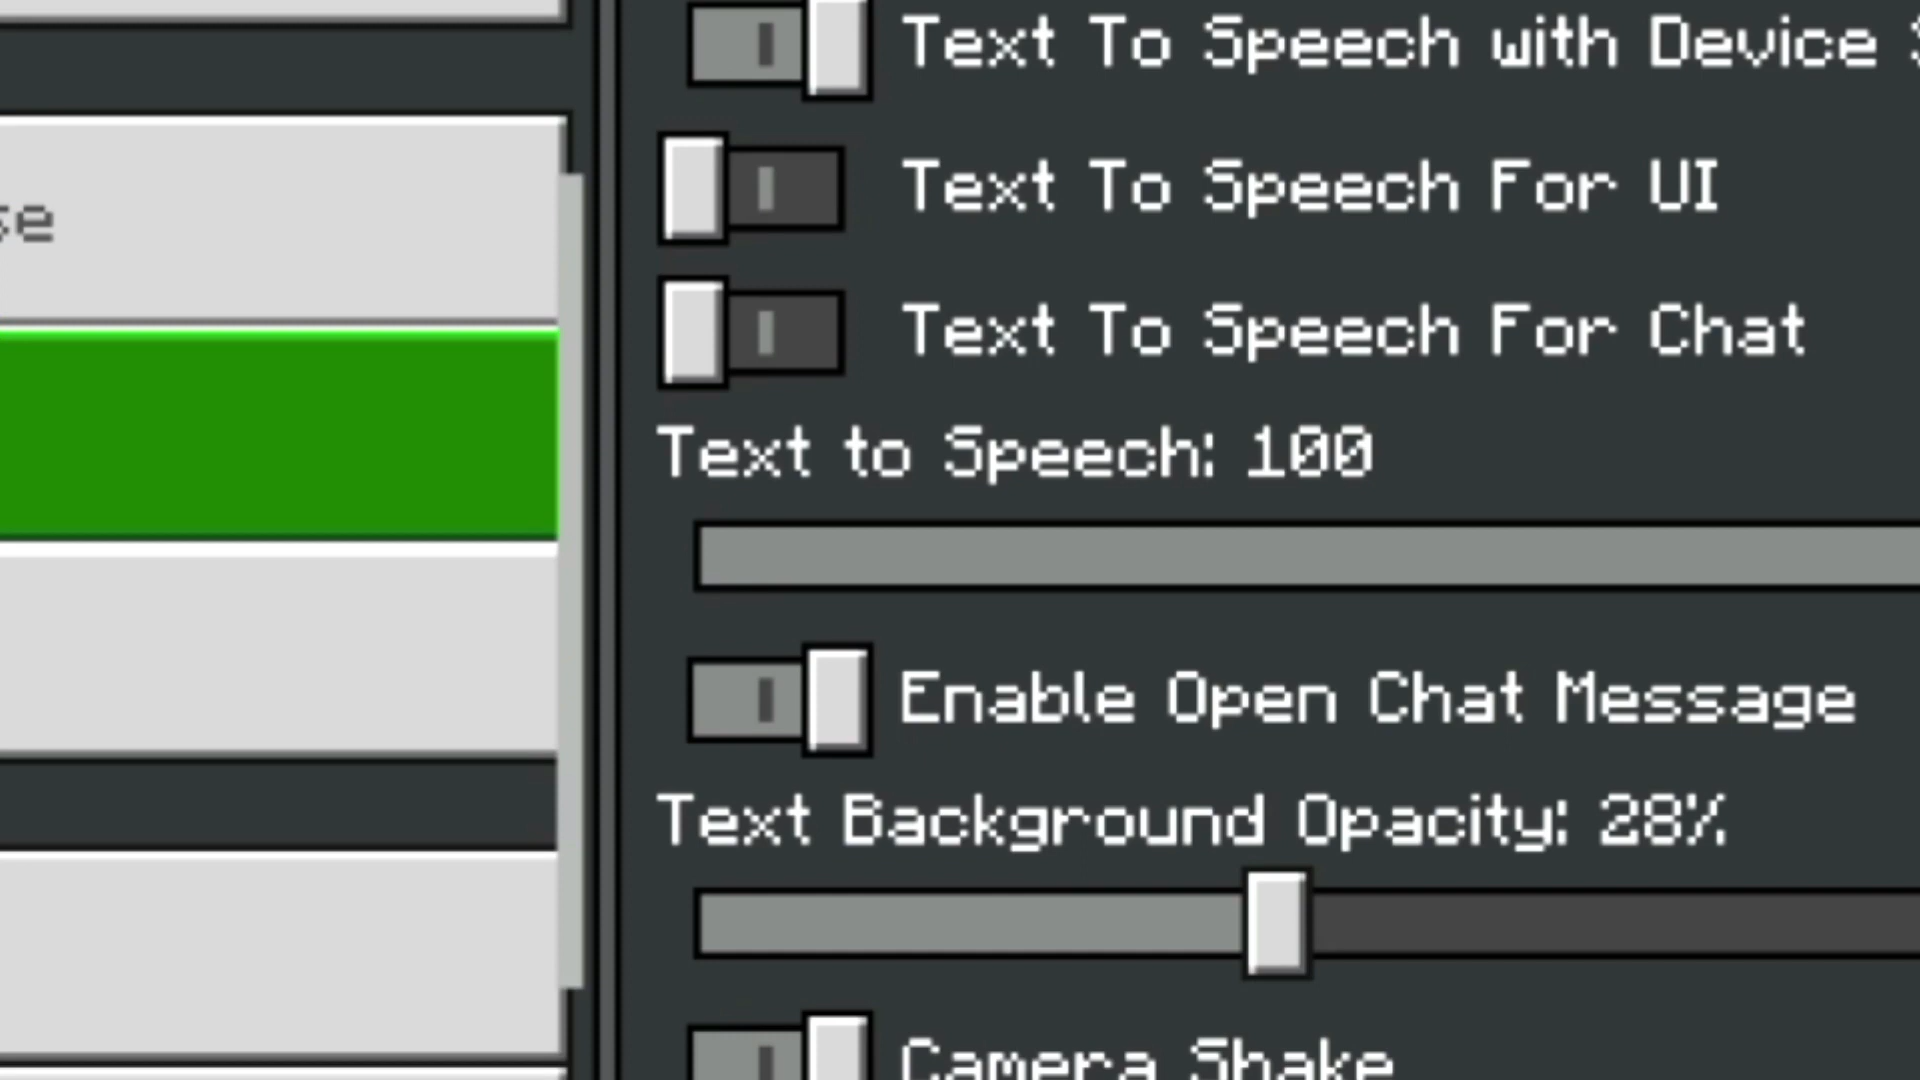 Text To Speech with Device
se
Text To Speech For UI
Text To Speech For Chat
Text to Speech: 100
Enable Open Chat Message
Text Background Opacity: 28%
Camera Shake